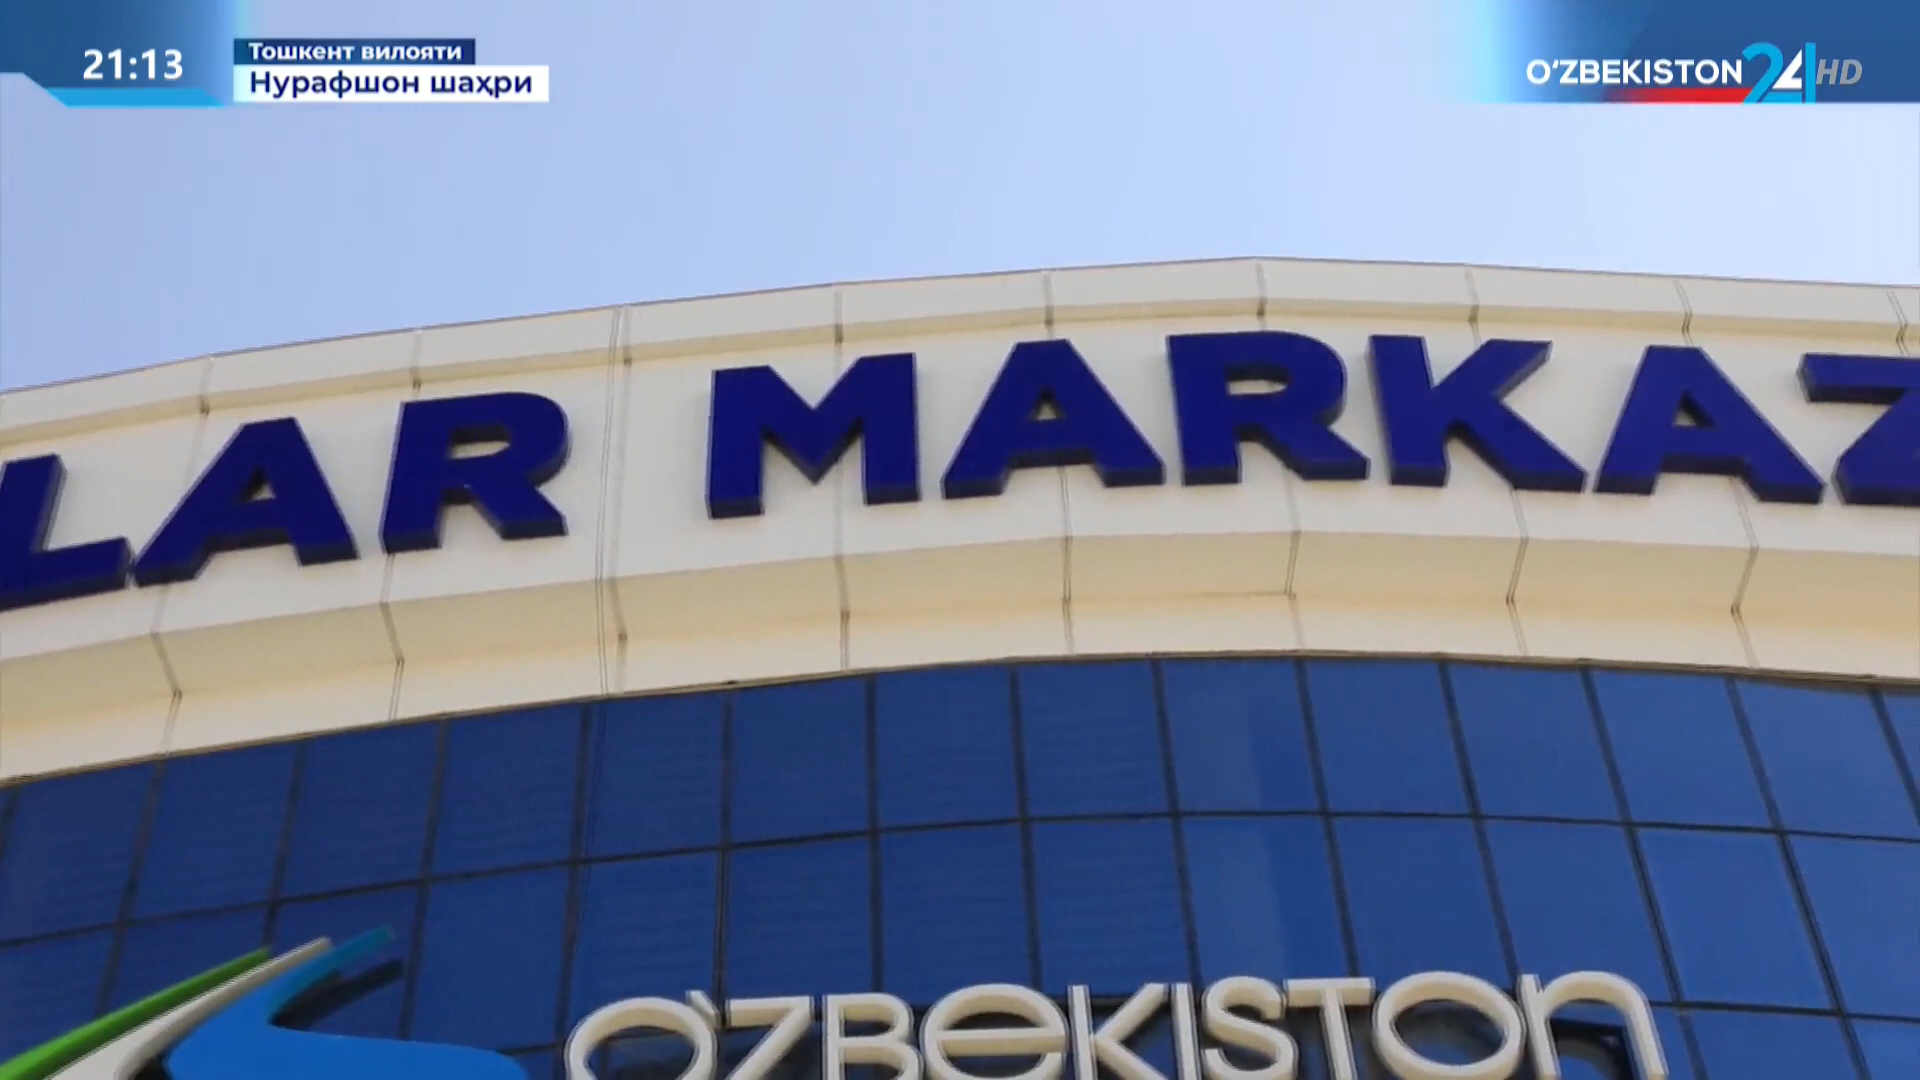 21:13
Тошкент вилояти
Нурафшон шаҳри
O‘ZBEKISTON 24 HD
LAR MARKAZ
O‘ZBEKISTON